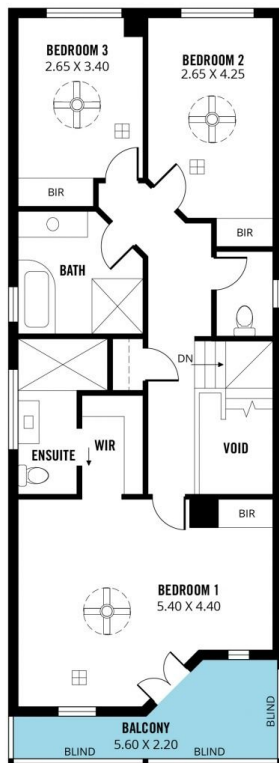 BEDROOM 3
2.65 X 3.40
BEDROOM 2
2.65 X 4.25
BIR
BIR
BATH
DN
ENSUITE
WIR
VOID
BIR
BEDROOM 1
5.40 X 4.40
BALCONY
5.60 X 2.20
BLIND
BLIND
BLIND